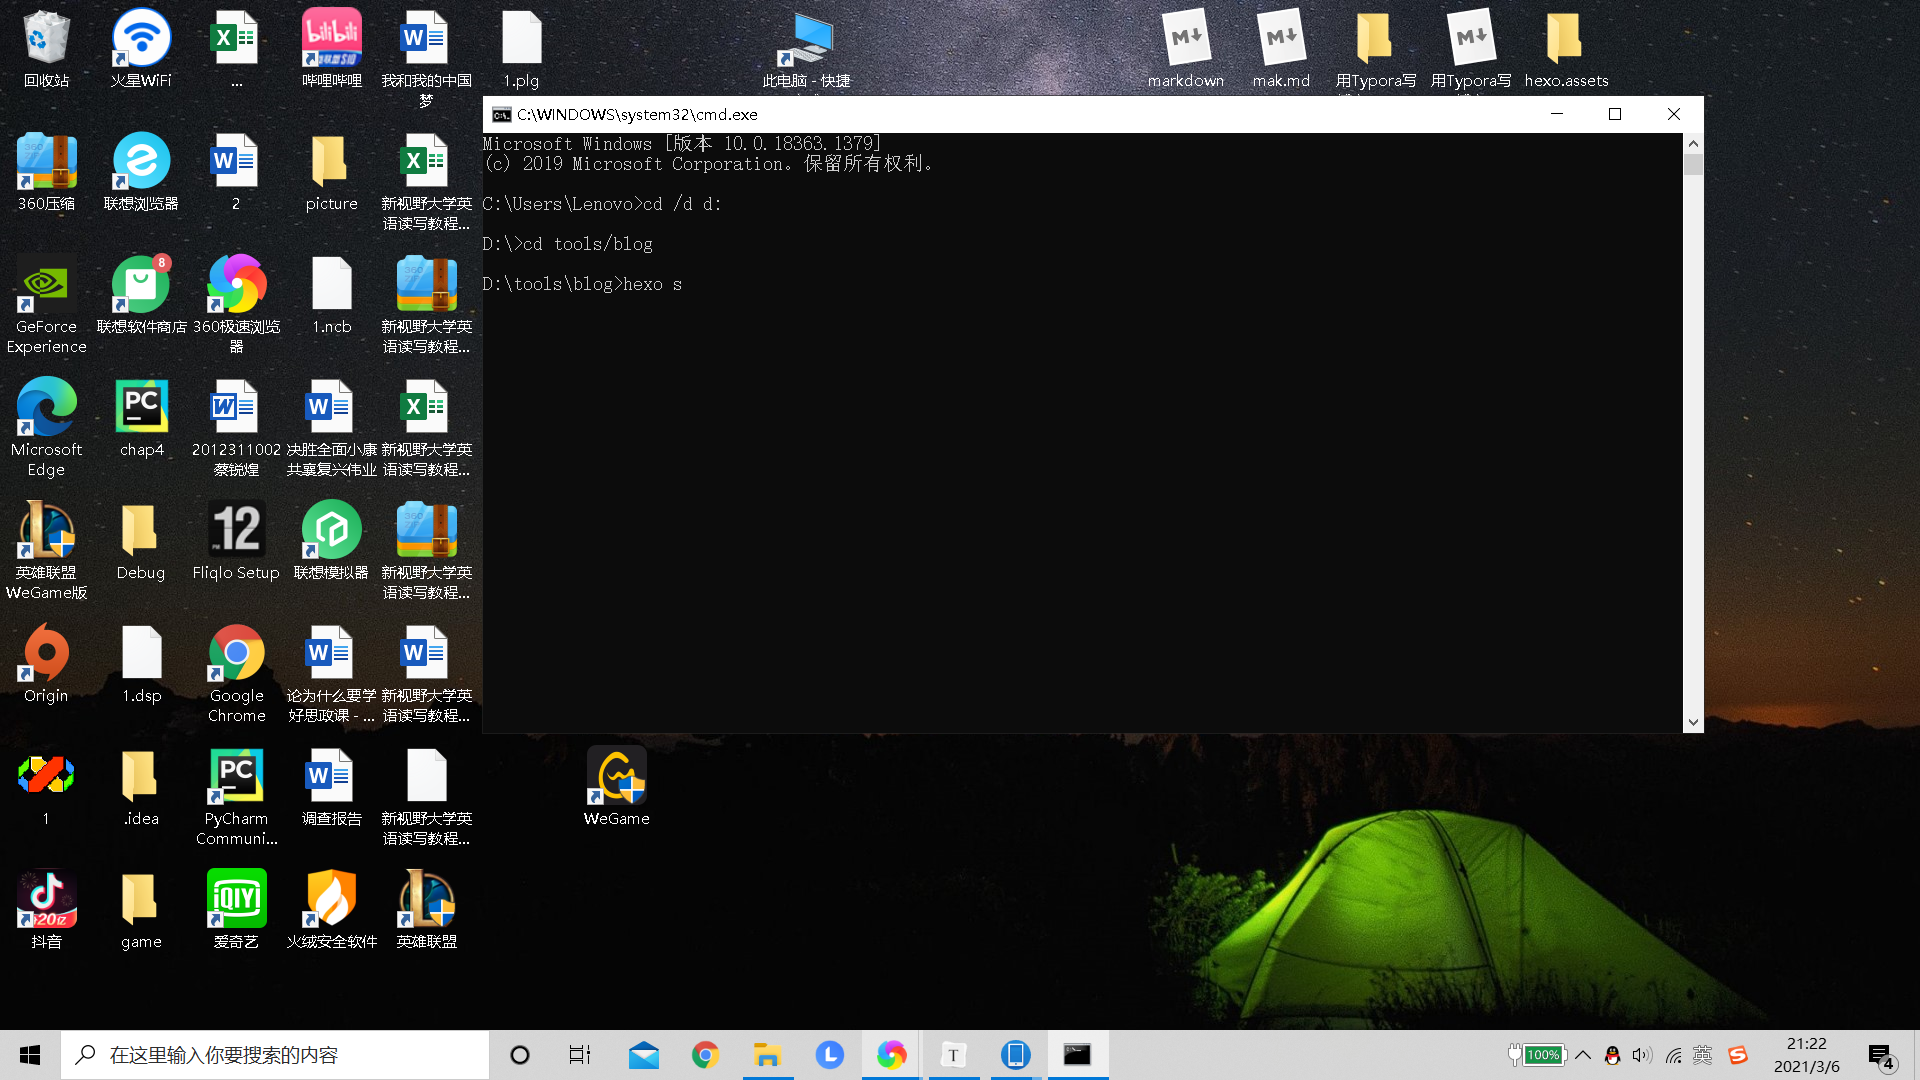 回收站
火星WiFi
...
bilibili
哔哩哔哩
我和我的中国
梦
1.plg
此电脑 - 快捷
markdown
mak.md
用Typora写
用Typora写
hexo.assets
C:\WINDOWS\system32\cmd.exe
Microsoft Windows [版本 10.0.18363.1379]
(c) 2019 Microsoft Corporation。保留所有权利。
C:\Users\Lenovo>cd /d d:
D:\>cd tools/blog
D:\tools\blog>hexo s
360压缩
联想浏览器
2
picture
新视野大学英
语读写教程...
8
GeForce
Experience
联想软件商店
360极速浏览
器
1.ncb
新视野大学英
语读写教程...
Microsoft
Edge
PC
chap4
2012311002
蔡锐煌
决胜全面小康
共襄复兴伟业
新视野大学英
语读写教程...
英雄联盟
WeGame版
Debug
12
Fliqlo Setup
联想模拟器
新视野大学英
语读写教程...
Origin
1.dsp
Google
Chrome
论为什么要学
好思政课 - ...
新视野大学英
语读写教程...
1
.idea
PC
PyCharm
Communi...
调查报告
新视野大学英
语读写教程...
WeGame
抖音
game
iQIYI
爱奇艺
火绒安全软件
英雄联盟
在这里输入你要搜索的内容
L
T
100%
英
21:22
2021/3/6
4